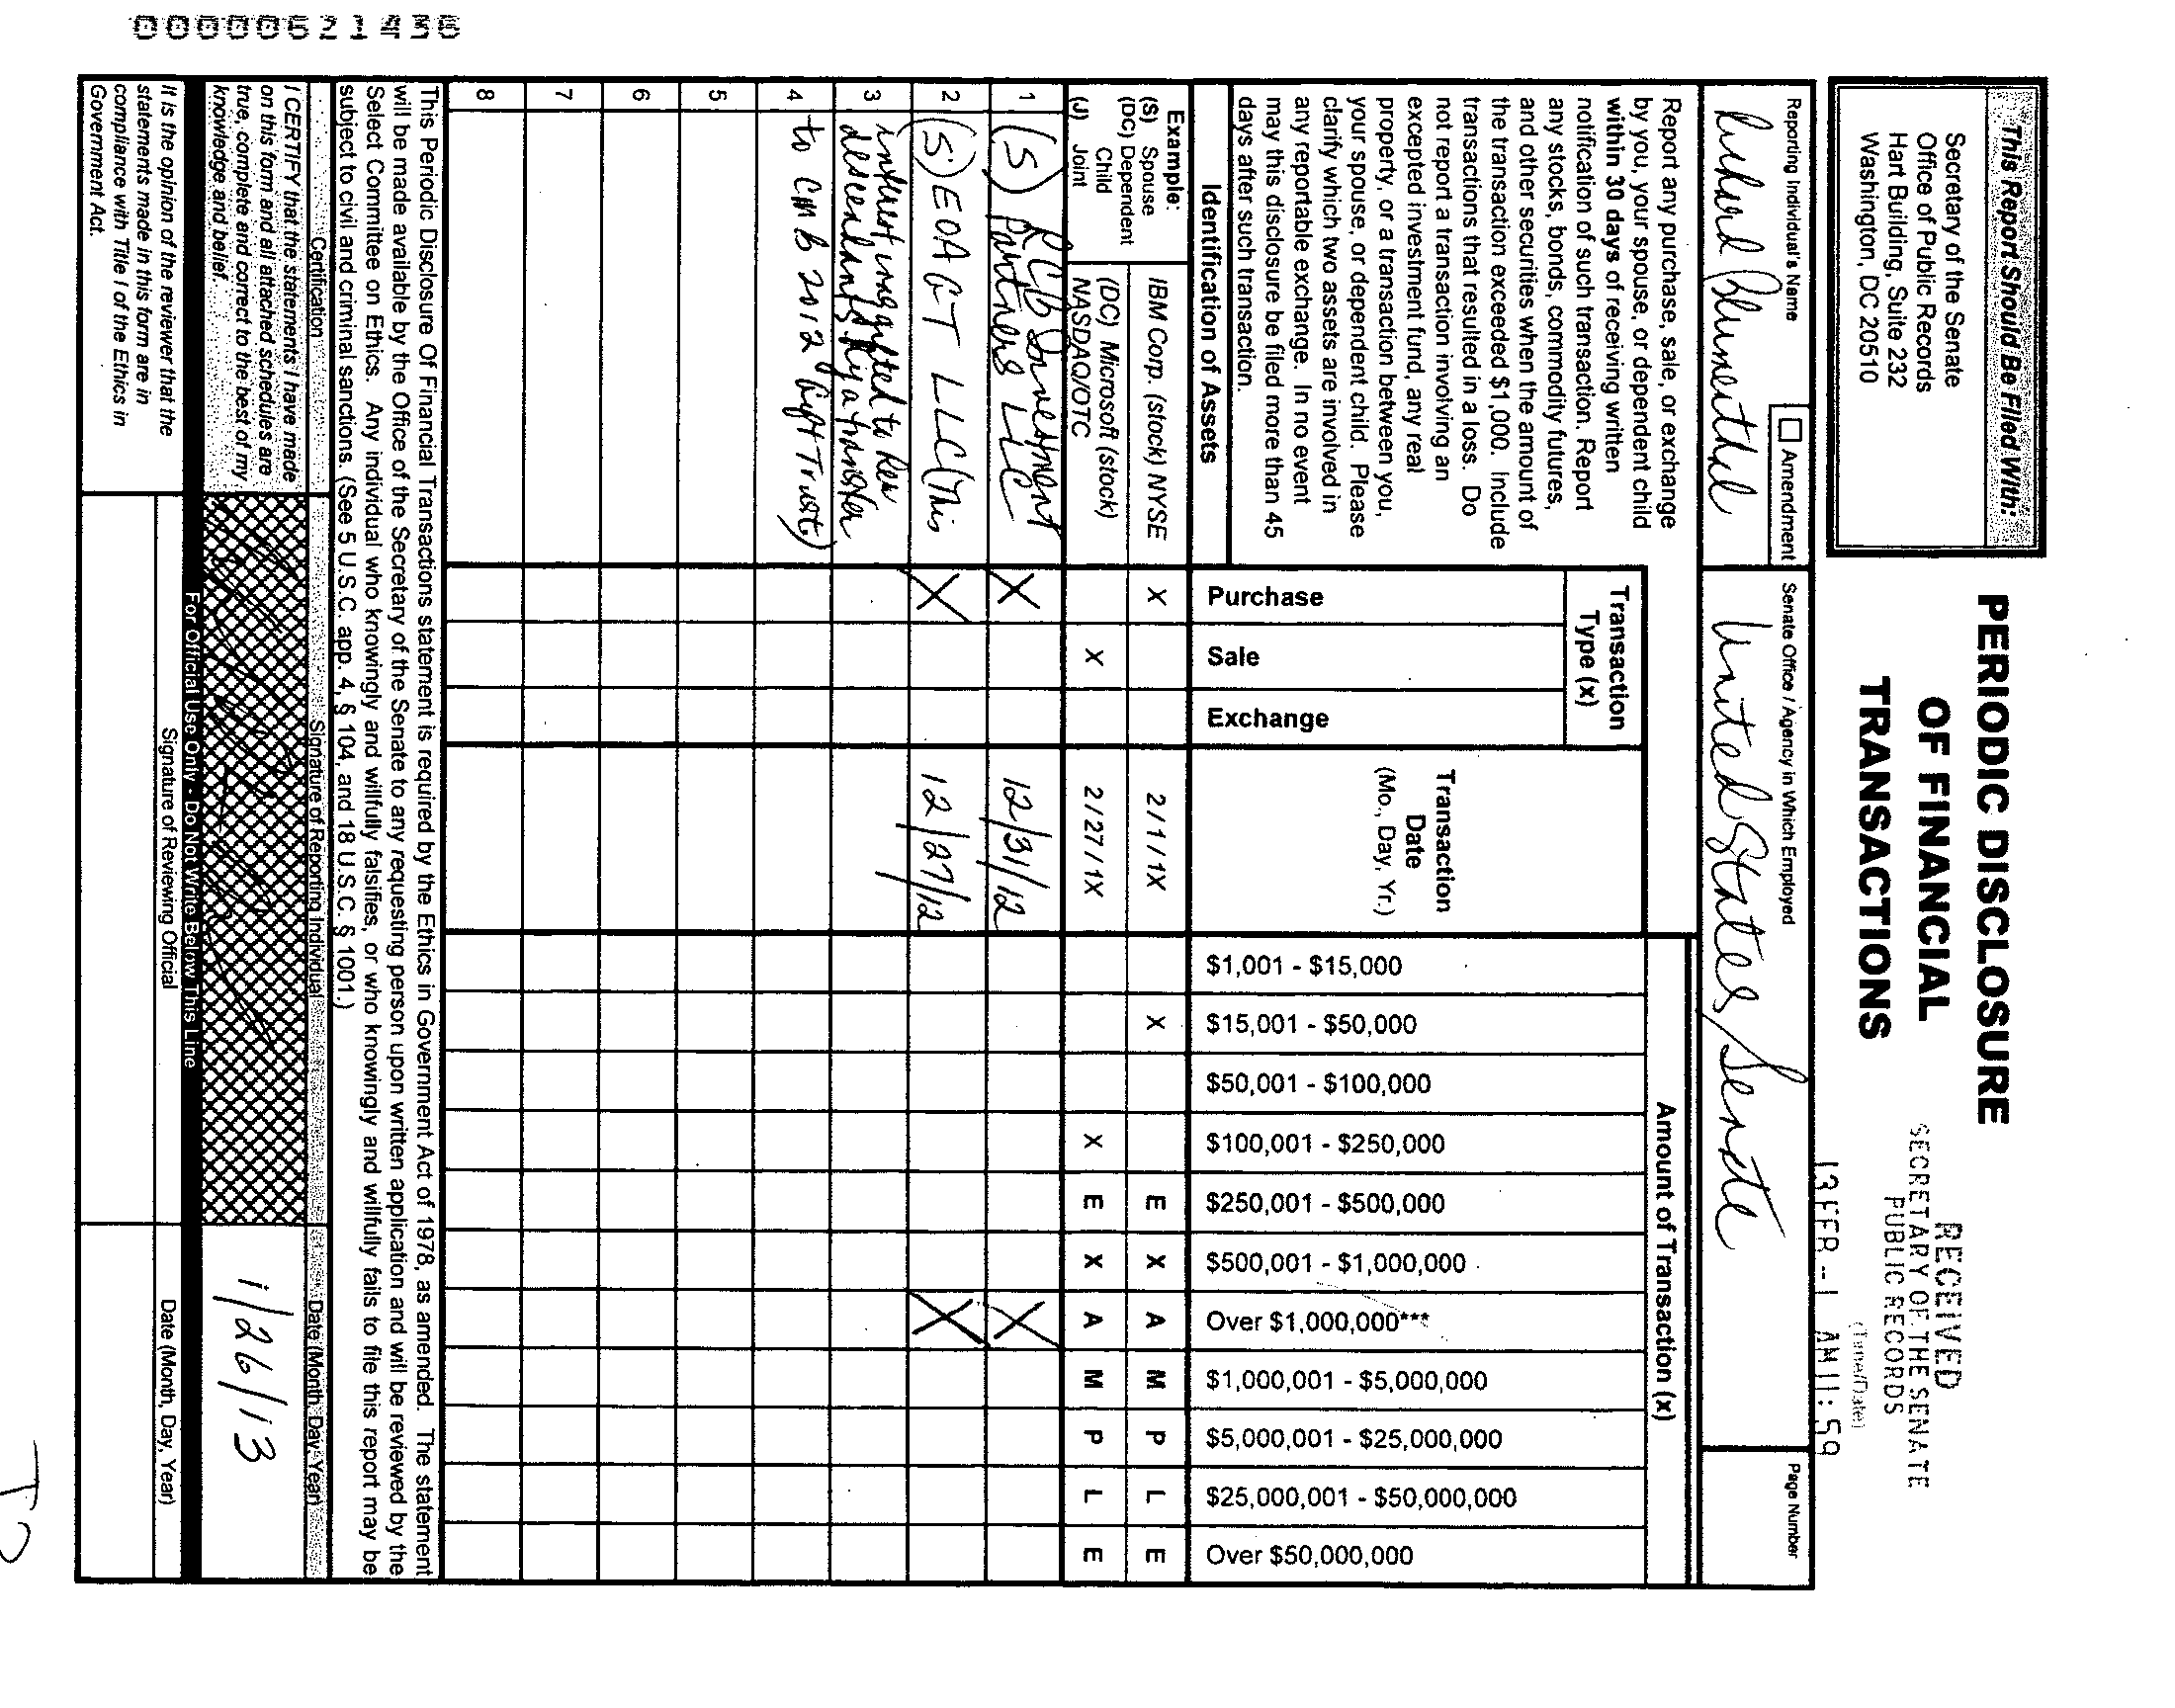 00000621456
This Report Should Be Filed With:
Secretary of the Senate
Office of Public Records
Hart Building, Suite 232
Washington, DC 20510
PERIODIC DISCLOSURE
OF FINANCIAL
TRANSACTIONS
RECEIVED
SECRETARY OF THE SENATE
PUBLIC RECORDS
(Time/Date)
13 FEB -1 AM 11:59
Reporting Individual's Name
Richard Blumenthal
Amendment
Senate Office / Agency in Which Employed
United States Senate
Page Number
Report any purchase, sale, or exchange
by you, your spouse, or dependent child
within 30 days of receiving written
notification of such transaction. Report
any stocks, bonds, commodity futures,
and other securities when the amount of
the transaction exceeded $1,000. Include
transactions that resulted in a loss. Do
not report a transaction involving an
excepted investment fund, any real
property, or a transaction between you,
your spouse, or dependent child. Please
clarify which two assets are involved in
any reportable exchange. In no event
may this disclosure be filed more than 45
days after such transaction.
Transaction
Type (x)
Purchase
Sale
Exchange
Transaction
Date
(Mo., Day, Yr.)
Amount of Transaction (x)
$1,001 - $15,000
$15,001 - $50,000
$50,001 - $100,000
$100,001 - $250,000
$250,001 - $500,000
$500,001 - $1,000,000
Over $1,000,000***
$1,000,001 - $5,000,000
$5,000,001 - $25,000,000
$25,000,001 - $50,000,000
Over $50,000,000
Identification of Assets
Example:
(S) Spouse
(DC) Dependent
Child
(J) Joint
IBM Corp. (stock) NYSE X 2 / 1 / 1X X E X A M P L E
(DC) Microsoft (stock)
NASDAQ/OTC X 2 / 27 / 1X X E X A M P L E
1 (S) RCB Investment
Partners LLC X 12/31/12 X
2 (S) EOAGT LLC (This X 12/27/12 X
interest was gifted to her
3 descendants by a transfer
4 to CMB 2012 Gift Trust)
5
6
7
8
This Periodic Disclosure Of Financial Transactions statement is required by the Ethics in Government Act of 1978, as amended. The statement
will be made available by the Office of the Secretary of the Senate to any requesting person upon written application and will be reviewed by the
Select Committee on Ethics. Any individual who knowingly and willfully falsifies, or who knowingly and willfully fails to file this report may be
subject to civil and criminal sanctions. (See 5 U.S.C. app. 4, § 104, and 18 U.S.C. § 1001.)
Certification
Signature of Reporting Individual
Date (Month, Day, Year)
I CERTIFY that the statements I have made
on this form and all attached schedules are
true, complete and correct to the best of my
knowledge and belief.
1/26/13
For Official Use Only - Do Not Write Below This Line
It is the opinion of the reviewer that the
statements made in this form are in
compliance with Title I of the Ethics in
Government Act.
Signature of Reviewing Official
Date (Month, Day, Year)